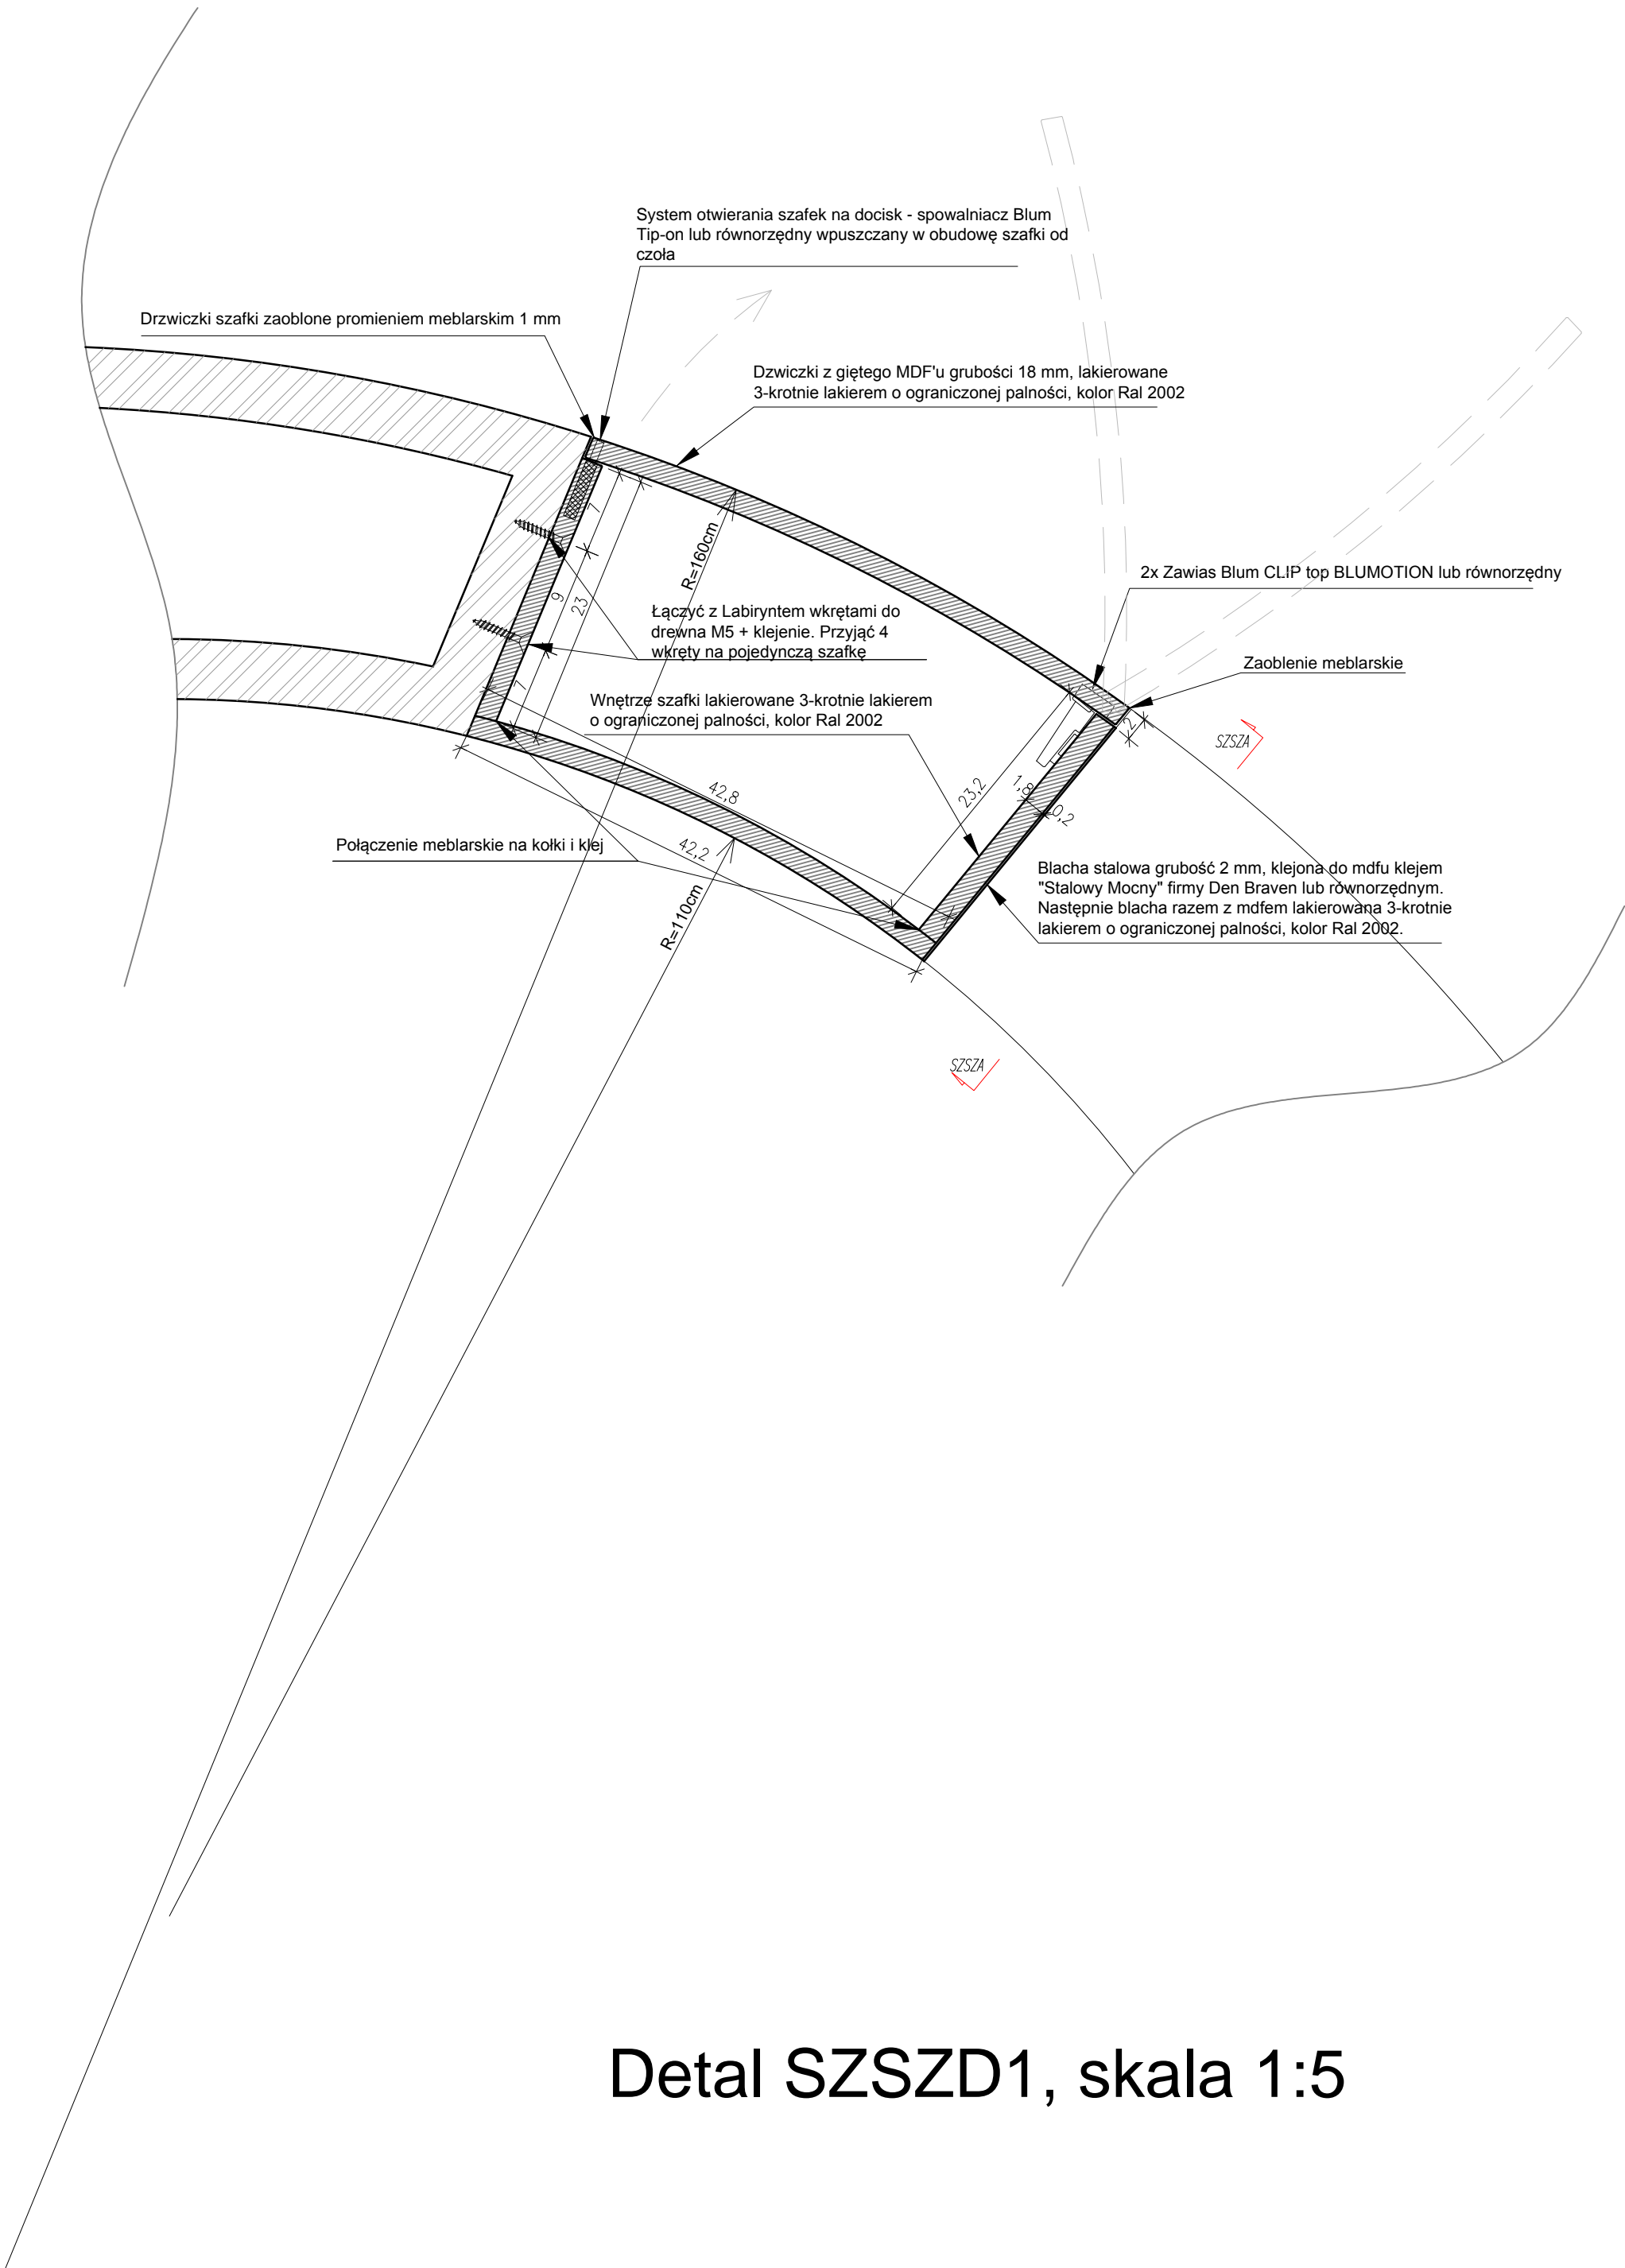 System otwierania szafek na docisk - spowalniacz Blum
Tip-on lub równorzędny wpuszczany w obudowę szafki od
czoła
Drzwiczki szafki zaoblone promieniem meblarskim 1 mm
Dzwiczki z giętego MDF'u grubości 18 mm, lakierowane
3-krotnie lakierem o ograniczonej palności, kolor Ral 2002
7
R=160cm
2x Zawias Blum CLIP top BLUMOTION lub równorzędny
9
23
Łączyć z Labiryntem wkrętami do
drewna M5 + klejenie. Przyjąć 4
wkręty na pojedynczą szafkę
Zaoblenie meblarskie
7
Wnętrze szafki lakierowane 3-krotnie lakierem
o ograniczonej palności, kolor Ral 2002
2
SZSZA
42,8
23,2
1,8
0,2
Połączenie meblarskie na kołki i klej
42,2
Blacha stalowa grubość 2 mm, klejona do mdfu klejem
"Stalowy Mocny" firmy Den Braven lub równorzędnym.
Następnie blacha razem z mdfem lakierowana 3-krotnie
lakierem o ograniczonej palności, kolor Ral 2002.
R=110cm
SZSZA
Detal SZSZD1, skala 1:5